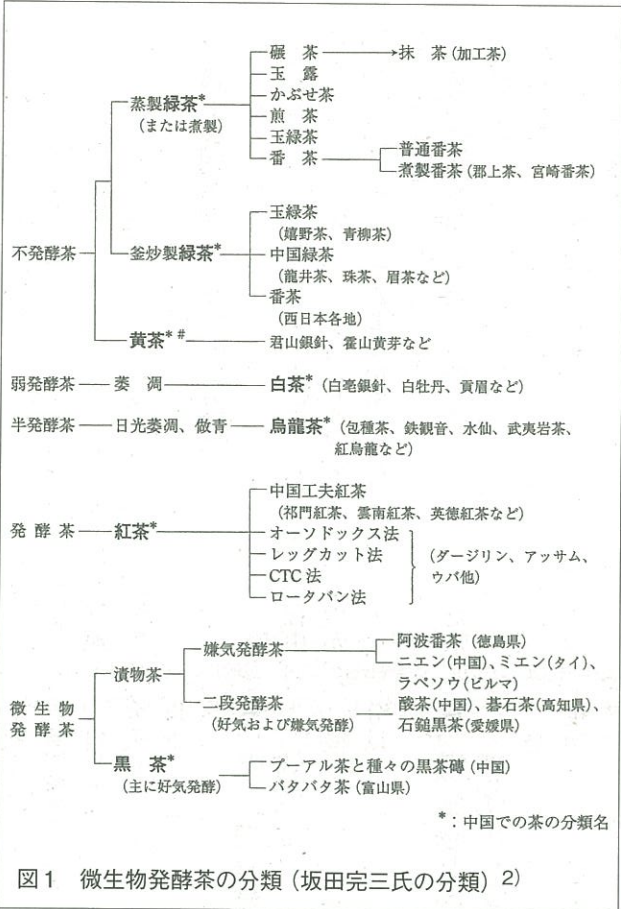 碾　茶　抹　茶 (加工茶)
玉　露
かぶせ茶
蒸製緑茶*　煎　茶
(または煮製)　玉緑茶
番　茶　普通番茶
煮製番茶 (郡上茶、宮崎番茶)
玉緑茶
(嬉野茶、青柳茶)
不発酵茶　釜炒製緑茶*　中国緑茶
(龍井茶、珠茶、眉茶など)
番茶
(西日本各地)
黄茶* #　君山銀針、霍山黄芽など
弱発酵茶　萎　凋　白茶* (白亳銀針、白牡丹、貢眉など)
半発酵茶　日光萎凋、做青　烏龍茶* (包種茶、鉄観音、水仙、武夷岩茶、
紅烏龍など)
中国工夫紅茶
(祁門紅茶、雲南紅茶、英徳紅茶など)
発 酵 茶　紅茶*　オーソドックス法
レッグカット法　(ダージリン、アッサム、
CTC 法　ウバ他)
ロータバン法
嫌気発酵茶　阿波番茶 (徳島県)
漬物茶　ニエン(中国)、ミエン(タイ)、
ラペソウ(ビルマ)
微 生 物　二段発酵茶　酸茶(中国)、碁石茶(高知県)、
発 酵 茶　(好気および嫌気発酵)　石鎚黒茶(愛媛県)
黒　茶*　プーアル茶と種々の黒茶磚 (中国)
(主に好気発酵)　バタバタ茶 (富山県)
*：中国での茶の分類名
図1　微生物発酵茶の分類 (坂田完三氏の分類) 2)